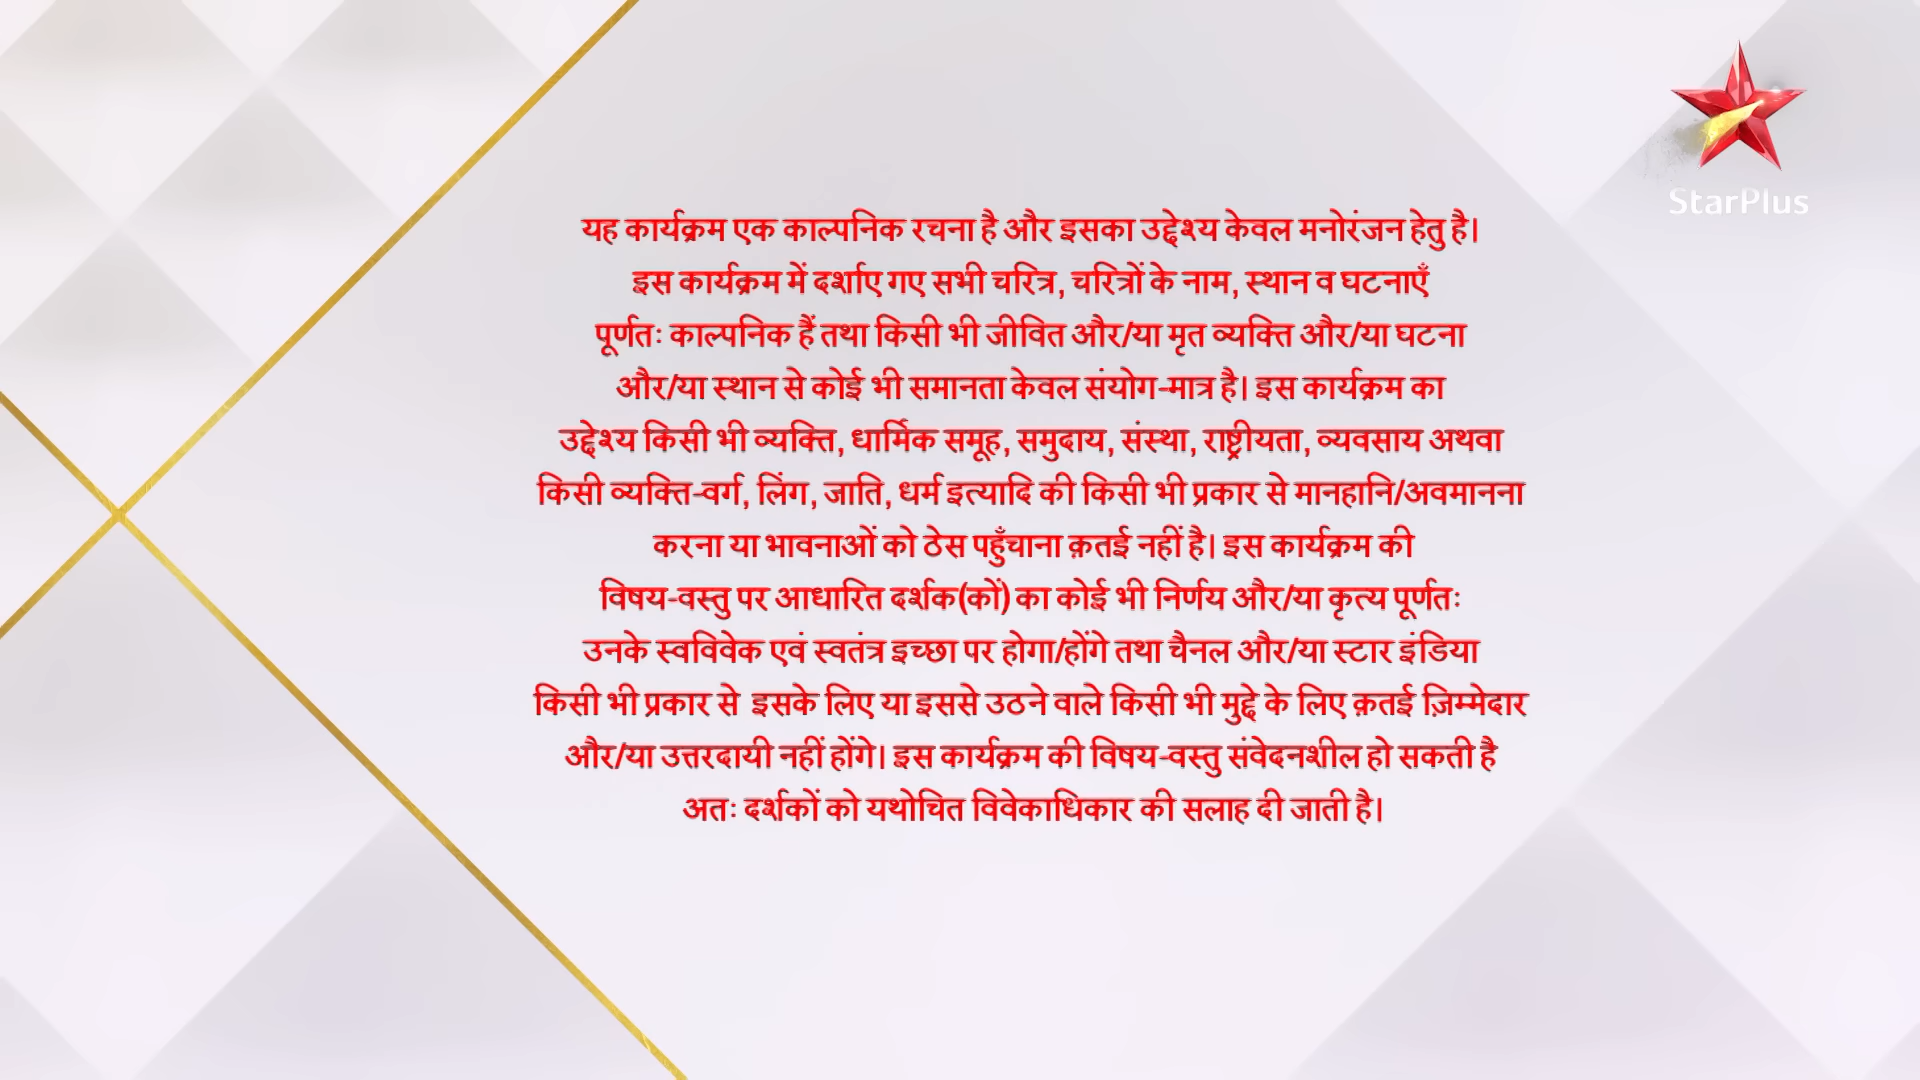 StarPlus
यह कार्यक्रम एक काल्पनिक रचना है और इसका उद्देश्य केवल मनोरंजन हेतु है।
इस कार्यक्रम में दर्शाए गए सभी चरित्र, चरित्रों के नाम, स्थान व घटनाएँ
पूर्णतः काल्पनिक हैं तथा किसी भी जीवित और/या मृत व्यक्ति और/या घटना
और/या स्थान से कोई भी समानता केवल संयोग-मात्र है। इस कार्यक्रम का
उद्देश्य किसी भी व्यक्ति, धार्मिक समूह, समुदाय, संस्था, राष्ट्रीयता, व्यवसाय अथवा
किसी व्यक्ति-वर्ग, लिंग, जाति, धर्म इत्यादि की किसी भी प्रकार से मानहानि/अवमानना
करना या भावनाओं को ठेस पहुँचाना क़तई नहीं है। इस कार्यक्रम की
विषय-वस्तु पर आधारित दर्शक(कों) का कोई भी निर्णय और/या कृत्य पूर्णतः
उनके स्वविवेक एवं स्वतंत्र इच्छा पर होगा/होंगे तथा चैनल और/या स्टार इंडिया
किसी भी प्रकार से इसके लिए या इससे उठने वाले किसी भी मुद्दे के लिए क़तई ज़िम्मेदार
और/या उत्तरदायी नहीं होंगे। इस कार्यक्रम की विषय-वस्तु संवेदनशील हो सकती है
अतः दर्शकों को यथोचित विवेकाधिकार की सलाह दी जाती है।